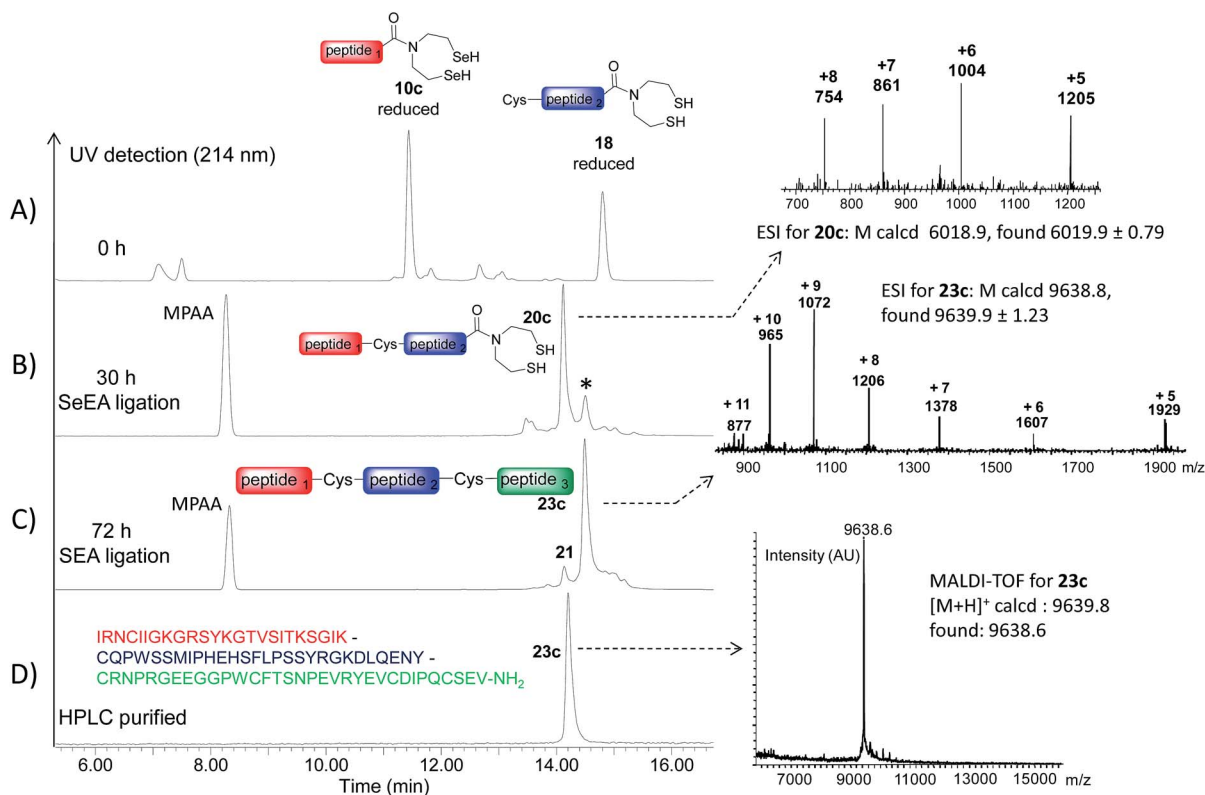 peptide 1
O
N
SeH
SeH
10c
reduced
Cys
peptide 2
O
N
SH
SH
18
reduced
UV detection (214 nm)
A)
0 h
+8
754
+7
861
+6
1004
+5
1205
700 800 900 1000 1100 1200
ESI for 20c: M calcd 6018.9, found 6019.9 ± 0.79
MPAA
peptide 1
Cys
peptide 2
O
N
SH
SH
20c
*
B)
30 h
SeEA ligation
ESI for 23c: M calcd 9638.8,
found 9639.9 ± 1.23
+ 11
877
+ 10
965
+ 9
1072
+ 8
1206
+ 7
1378
+ 6
1607
+ 5
1929
900 1100 1300 1500 1700 1900 m/z
peptide 1
Cys
peptide 2
Cys
peptide 3
23c
MPAA
21
C)
72 h
SEA ligation
IRNCIIGKGRSYKGTVSITKSGIK -
CQPWSSMIPHEHSFLPSSYRGKDLQENY -
CRNPRGEEGGPWCFTSNPEVRYEVCDIPQCSEV-NH2
23c
D)
HPLC purified
6.00 8.00 10.00 12.00 14.00 16.00
Time (min)
9638.6
Intensity (AU)
MALDI-TOF for 23c
[M+H]+ calcd : 9639.8
found: 9638.6
7000 9000 11000 13000 15000 m/z